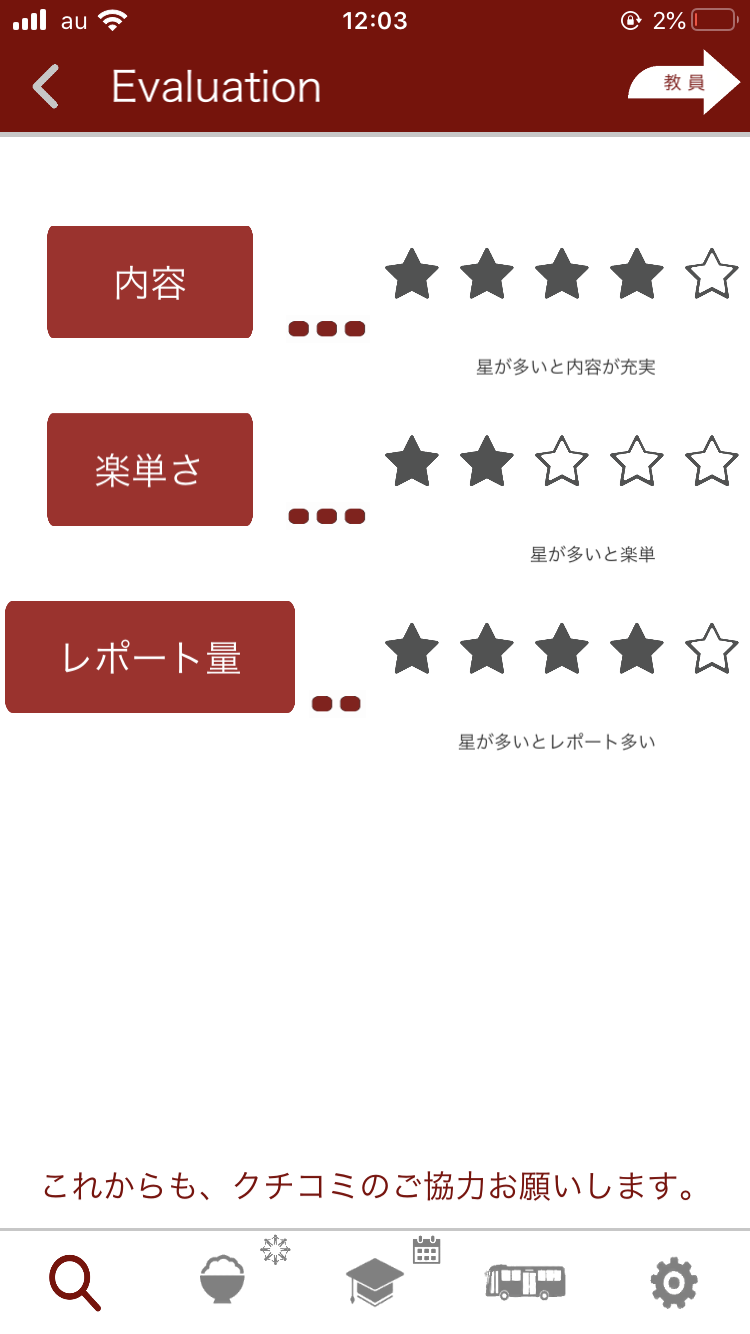 au 12:03 2%
Evaluation 教員
内容
星が多いと内容が充実
楽単さ
星が多いと楽単
レポート量
星が多いとレポート多い
これからも、クチコミのご協力お願いします。